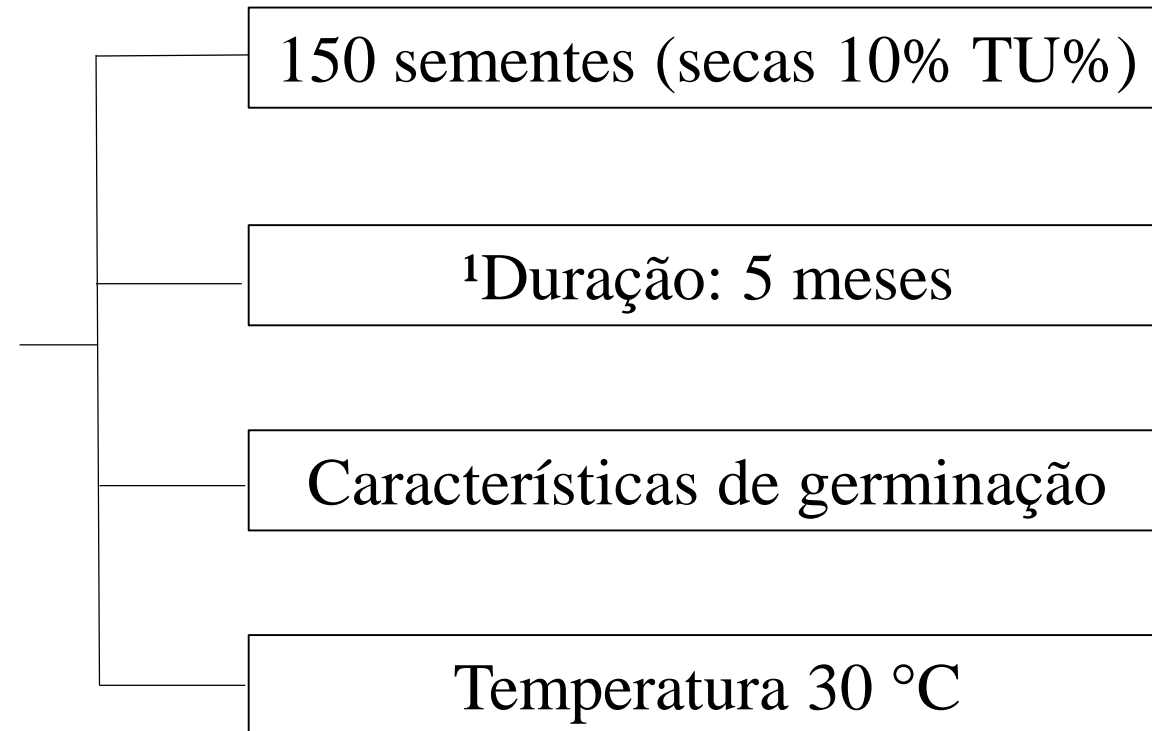 150 sementes (secas 10% TU%)
¹Duração: 5 meses
Características de germinação
Temperatura 30 °C